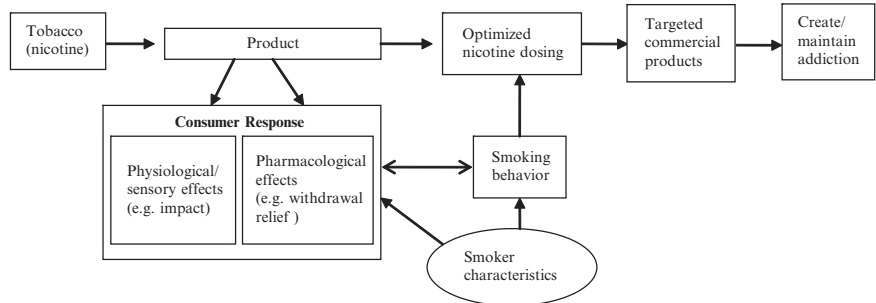 Tobacco
(nicotine)
Product
Optimized
nicotine dosing
Targeted
commercial
products
Create/
maintain
addiction
Consumer Response
Physiological/
sensory effects
(e.g. impact)
Pharmacological
effects
(e.g. withdrawal
relief )
Smoking
behavior
Smoker
characteristics